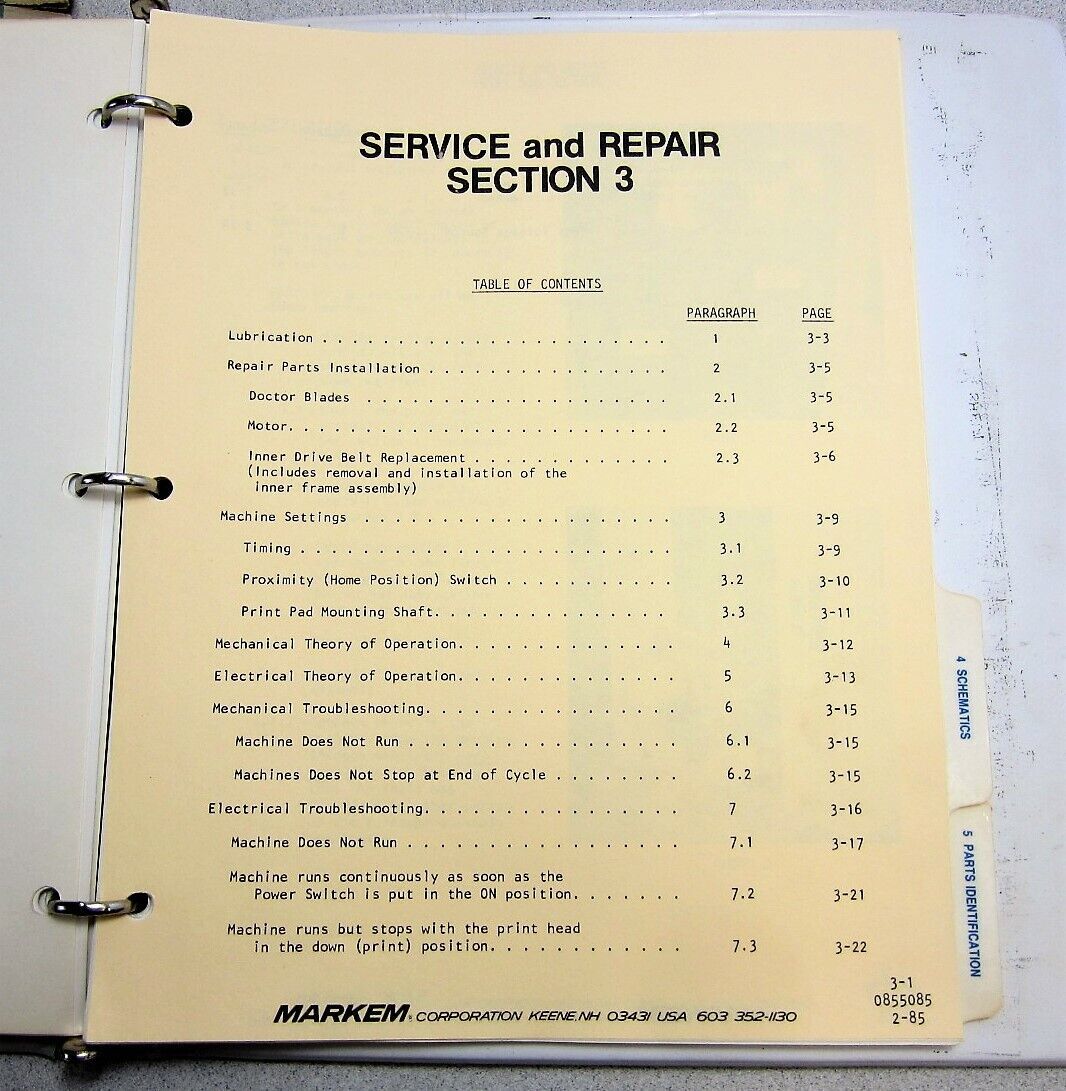 SERVICE and REPAIR
SECTION 3
TABLE OF CONTENTS
PARAGRAPH PAGE
Lubrication . . . . . . . . . . . . . . . . . . . . . . . 1 3-3
Repair Parts Installation . . . . . . . . . . . . . . . . 2 3-5
Doctor Blades . . . . . . . . . . . . . . . . . . . . 2.1 3-5
Motor. . . . . . . . . . . . . . . . . . . . . . . . . 2.2 3-5
Inner Drive Belt Replacement . . . . . . . . . . . . . 2.3 3-6
(Includes removal and installation of the
inner frame assembly)
Machine Settings . . . . . . . . . . . . . . . . . . . . 3 3-9
Timing . . . . . . . . . . . . . . . . . . . . . . . . 3.1 3-9
Proximity (Home Position) Switch . . . . . . . . . . . 3.2 3-10
Print Pad Mounting Shaft. . . . . . . . . . . . . . . 3.3 3-11
Mechanical Theory of Operation. . . . . . . . . . . . . . 4 3-12
Electrical Theory of Operation. . . . . . . . . . . . . . 5 3-13
Mechanical Troubleshooting. . . . . . . . . . . . . . . . 6 3-15
Machine Does Not Run . . . . . . . . . . . . . . . . . 6.1 3-15
Machines Does Not Stop at End of Cycle . . . . . . . . 6.2 3-15
Electrical Troubleshooting. . . . . . . . . . . . . . . . 7 3-16
Machine Does Not Run . . . . . . . . . . . . . . . . . 7.1 3-17
Machine runs continuously as soon as the
Power Switch is put in the ON position. . . . . . . 7.2 3-21
Machine runs but stops with the print head
in the down (print) position. . . . . . . . . . . . 7.3 3-22
3-1
0855085
2-85
MARKEM CORPORATION KEENE, NH 03431 USA 603 352-1130
4 SCHEMATICS
5 PARTS IDENTIFICATION